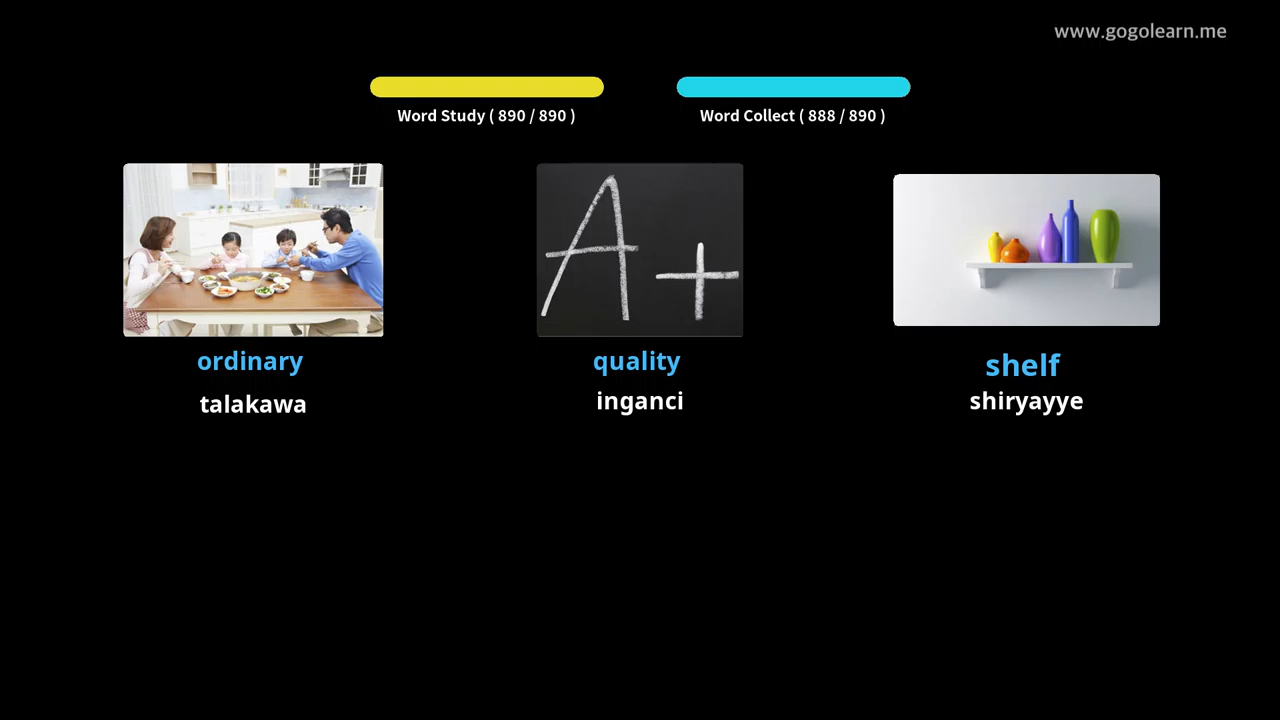 www.gogolearn.me
Word Study ( 890 / 890 )
Word Collect ( 888 / 890 )
A+
ordinary
talakawa
quality
inganci
shelf
shiryayye